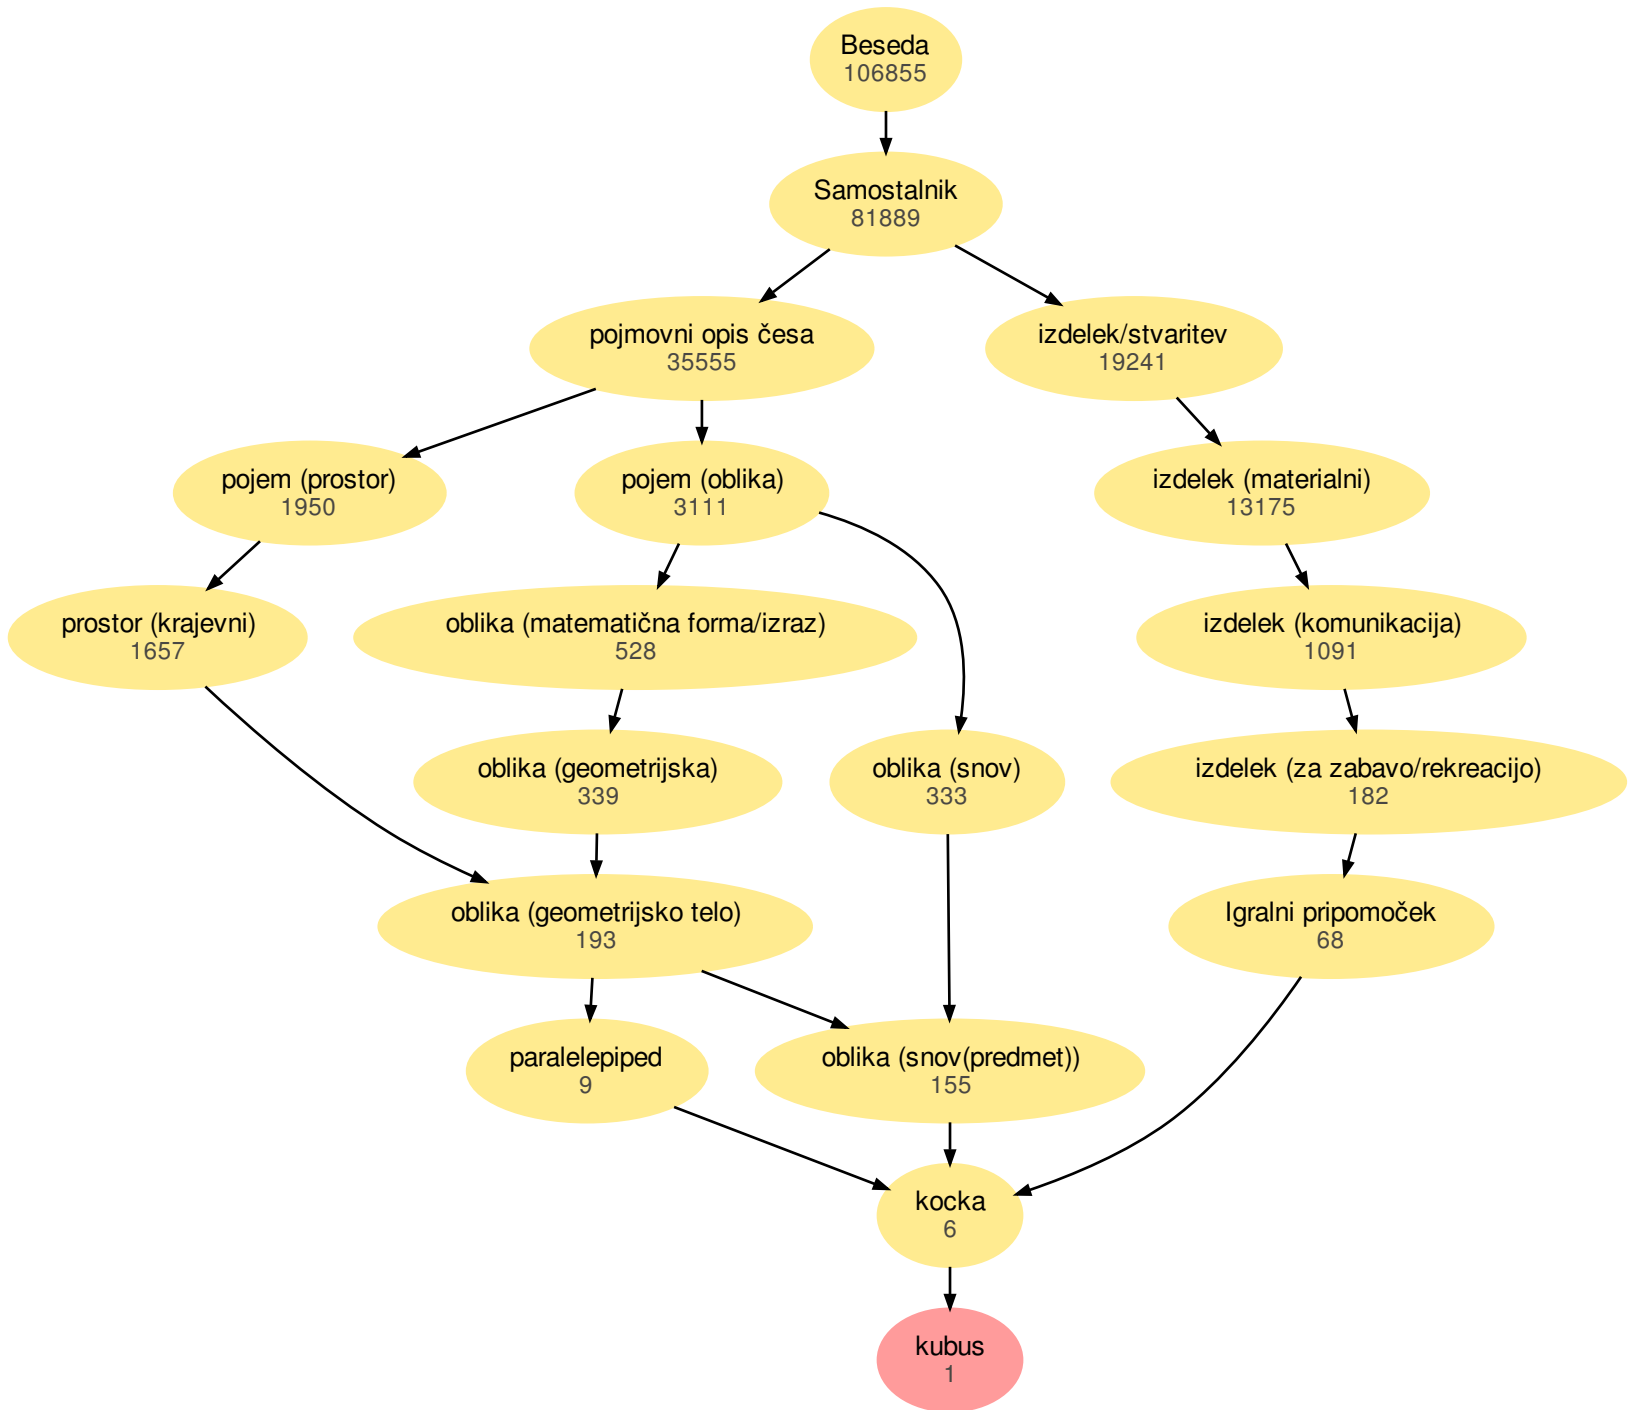 Beseda
106855
Samostalnik
81889
pojmovni opis česa
35555
izdelek/stvaritev
19241
pojem (prostor)
1950
pojem (oblika)
3111
izdelek (materialni)
13175
prostor (krajevni)
1657
oblika (matematična forma/izraz)
528
izdelek (komunikacija)
1091
oblika (geometrijska)
339
oblika (snov)
333
izdelek (za zabavo/rekreacijo)
182
oblika (geometrijsko telo)
193
Igralni pripomoček
68
paralelepiped
9
oblika (snov(predmet))
155
kocka
6
kubus
1